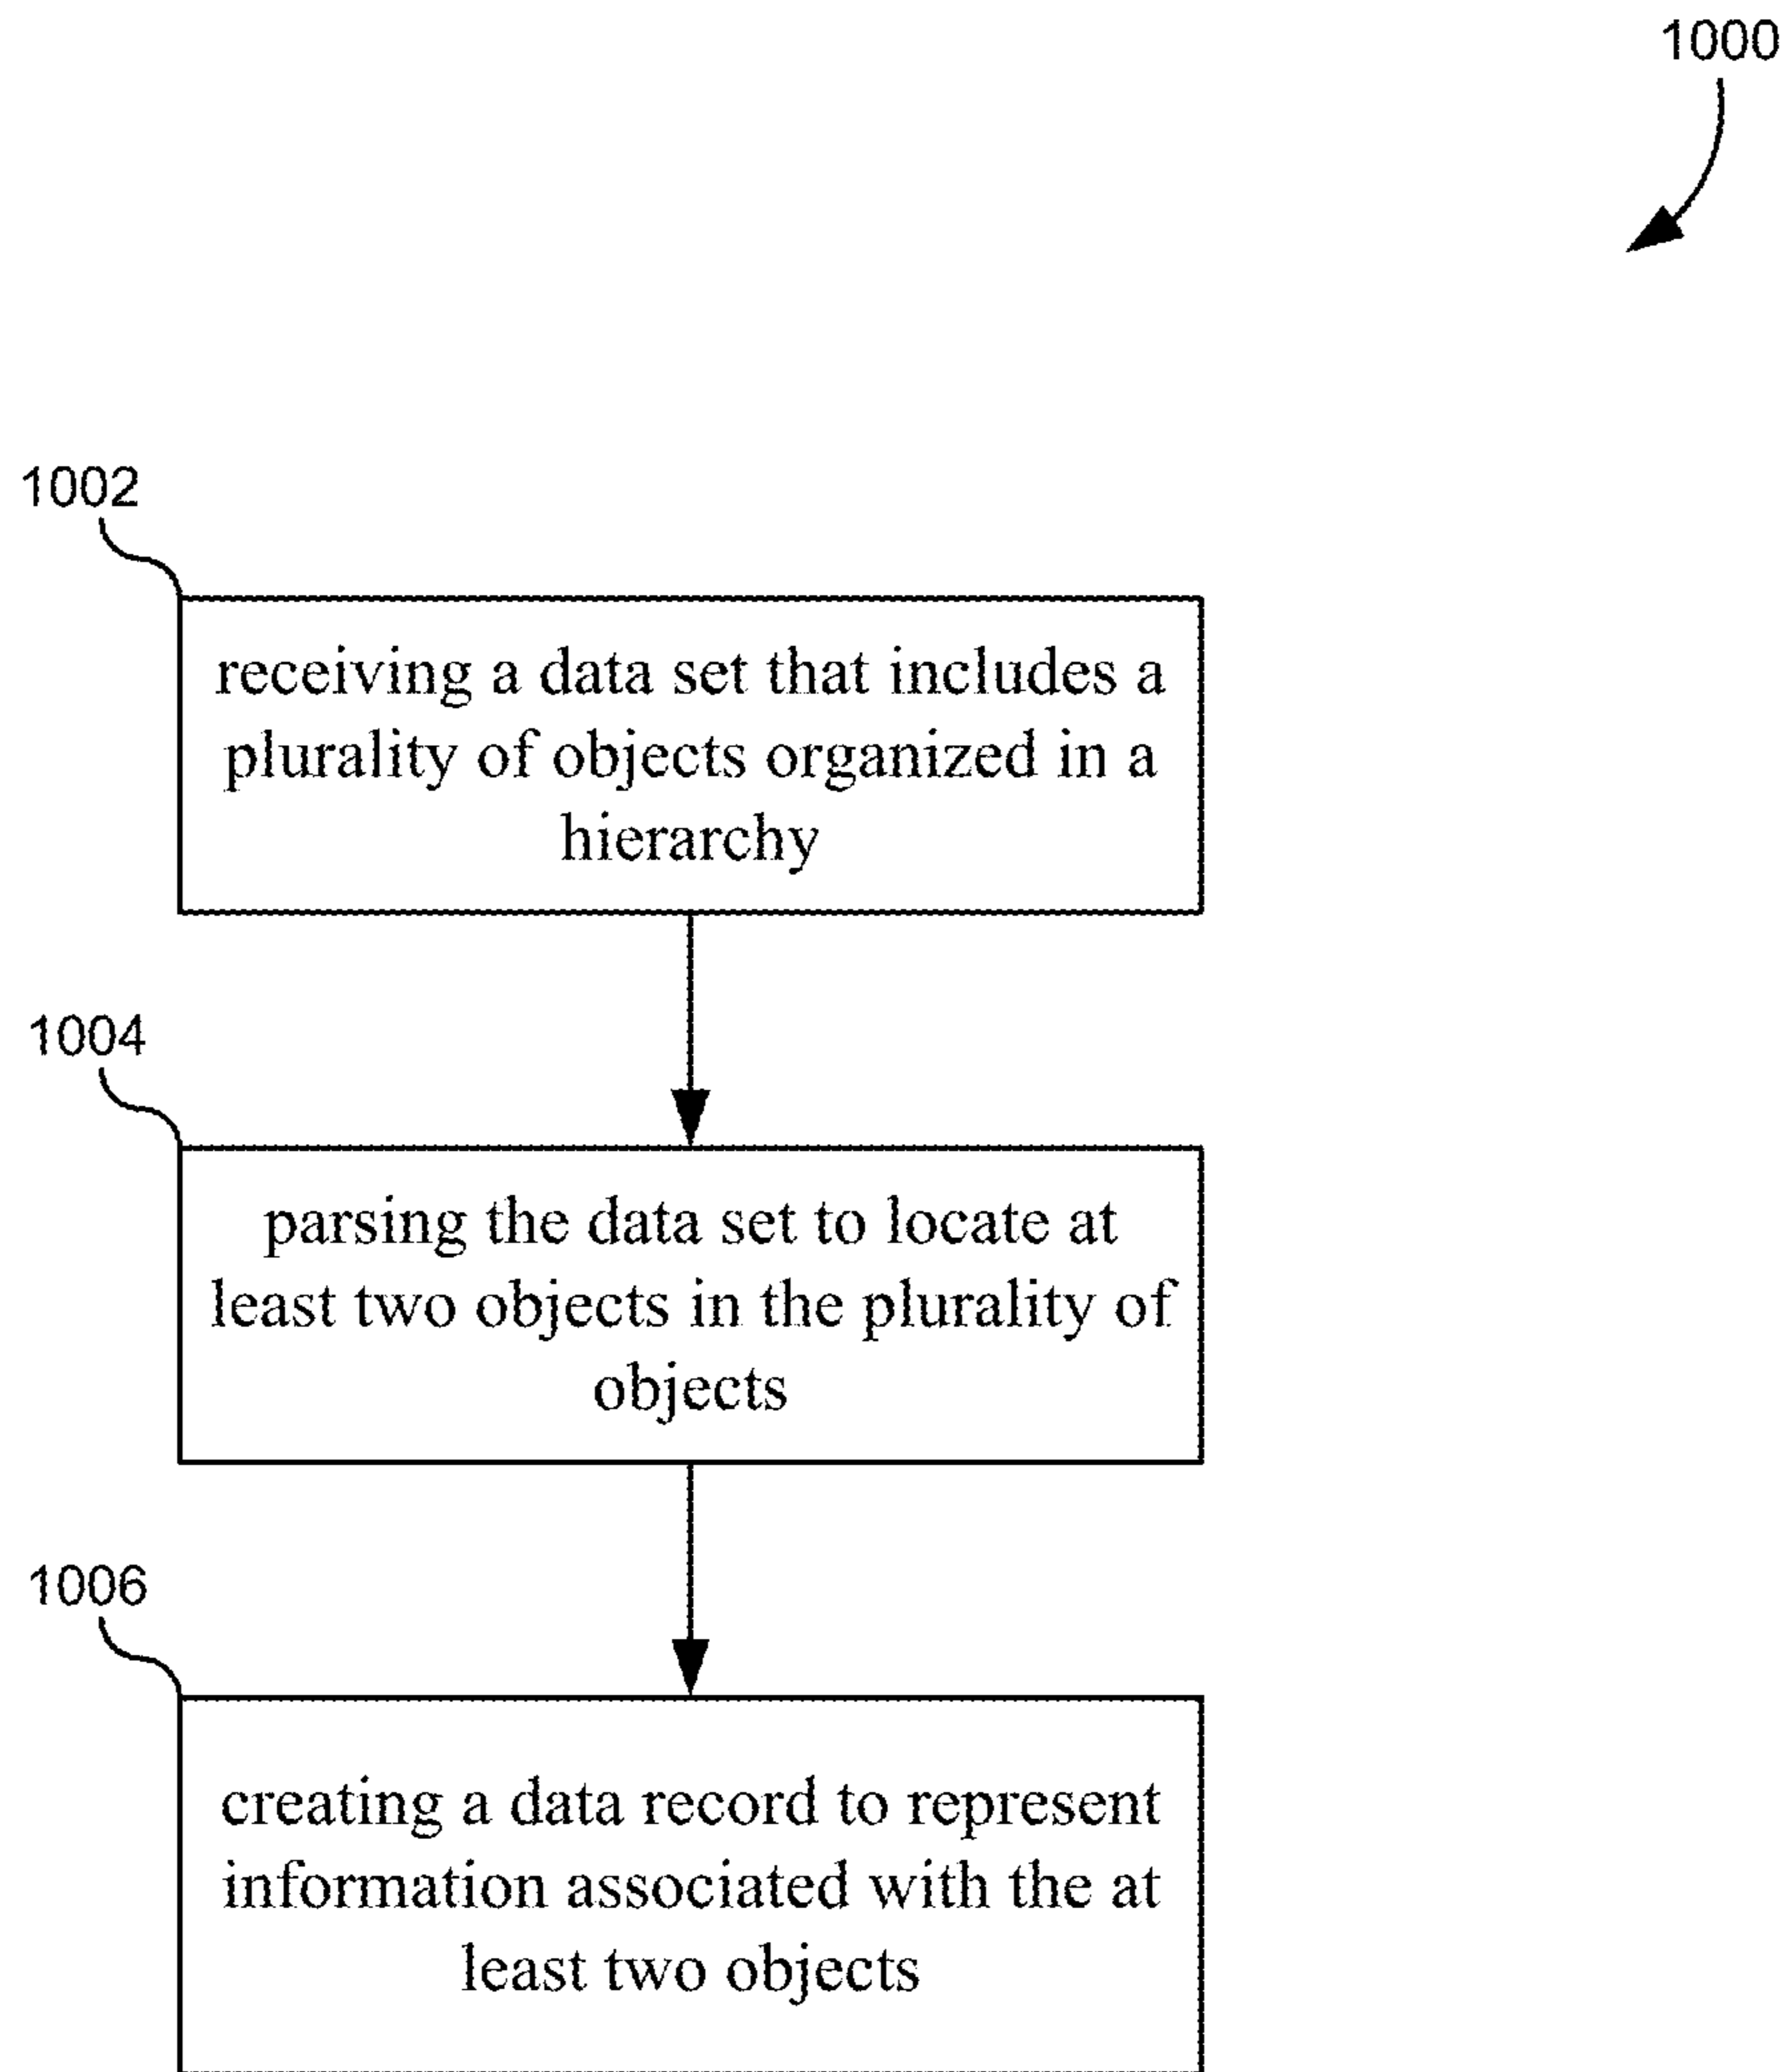 1000
1002
receiving a data set that includes a
plurality of objects organized in a
hierarchy
1004
parsing the data set to locate at
least two objects in the plurality of
objects
1006
creating a data record to represent
information associated with the at
least two objects